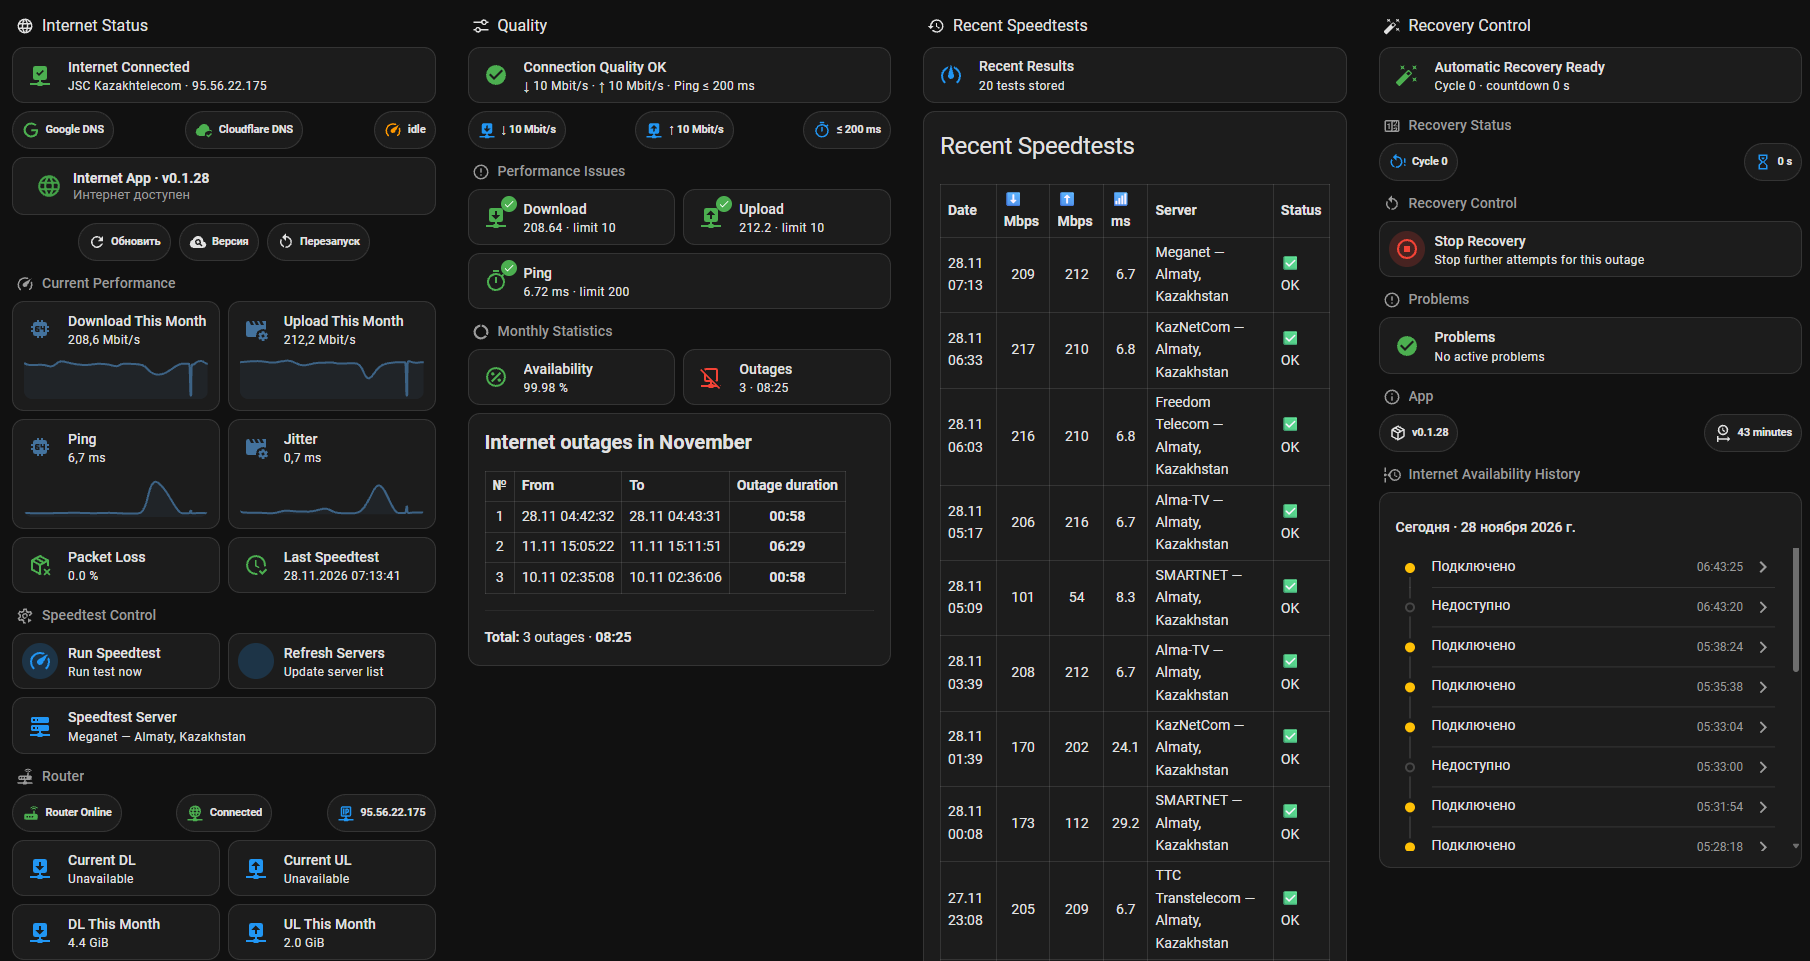 Internet Status
Internet Connected
JSC Kazakhtelecom · 95.56.22.175
Google DNS
Cloudflare DNS
idle
Internet App · v0.1.28
Интернет доступен
Обновить
Версия
Перезапуск
Current Performance
Download This Month
208,6 Mbit/s
Upload This Month
212,2 Mbit/s
Ping
6,7 ms
Jitter
0,7 ms
Packet Loss
0.0 %
Last Speedtest
28.11.2026 07:13:41
Speedtest Control
Run Speedtest
Run test now
Refresh Servers
Update server list
Speedtest Server
Meganet — Almaty, Kazakhstan
Router
Router Online
Connected
95.56.22.175
Current DL
Unavailable
Current UL
Unavailable
DL This Month
4.4 GiB
UL This Month
2.0 GiB
Quality
Connection Quality OK
↓ 10 Mbit/s · ↑ 10 Mbit/s · Ping ≤ 200 ms
↓ 10 Mbit/s
↑ 10 Mbit/s
≤ 200 ms
Performance Issues
Download
208.64 · limit 10
Upload
212.2 · limit 10
Ping
6.72 ms · limit 200
Monthly Statistics
Availability
99.98 %
Outages
3 · 08:25
Internet outages in November
№ From To Outage duration
1 28.11 04:42:32 28.11 04:43:31 00:58
2 11.11 15:05:22 11.11 15:11:51 06:29
3 10.11 02:35:08 10.11 02:36:06 00:58
Total: 3 outages · 08:25
Recent Speedtests
Recent Results
20 tests stored
Recent Speedtests
Date ⬇️ Mbps ⬆️ Mbps 📶 ms Server Status
28.11 07:13 209 212 6.7 Meganet — Almaty, Kazakhstan ✅ OK
28.11 06:33 217 210 6.8 KazNetCom — Almaty, Kazakhstan ✅ OK
28.11 06:03 216 210 6.8 Freedom Telecom — Almaty, Kazakhstan ✅ OK
28.11 05:17 206 216 6.7 Alma-TV — Almaty, Kazakhstan ✅ OK
28.11 05:09 101 54 8.3 SMARTNET — Almaty, Kazakhstan ✅ OK
28.11 03:39 208 212 6.7 Alma-TV — Almaty, Kazakhstan ✅ OK
28.11 01:39 170 202 24.1 KazNetCom — Almaty, Kazakhstan ✅ OK
28.11 00:08 173 112 29.2 SMARTNET — Almaty, Kazakhstan ✅ OK
27.11 23:08 205 209 6.7 TTC Transtelecom — Almaty, Kazakhstan ✅ OK
Recovery Control
Automatic Recovery Ready
Cycle 0 · countdown 0 s
Recovery Status
Cycle 0
0 s
Recovery Control
Stop Recovery
Stop further attempts for this outage
Problems
Problems
No active problems
App
v0.1.28
43 minutes
Internet Availability History
Сегодня · 28 ноября 2026 г.
Подключено 06:43:25
Недоступно 06:43:20
Подключено 05:38:24
Подключено 05:35:38
Подключено 05:33:04
Недоступно 05:33:00
Подключено 05:31:54
Подключено 05:28:18